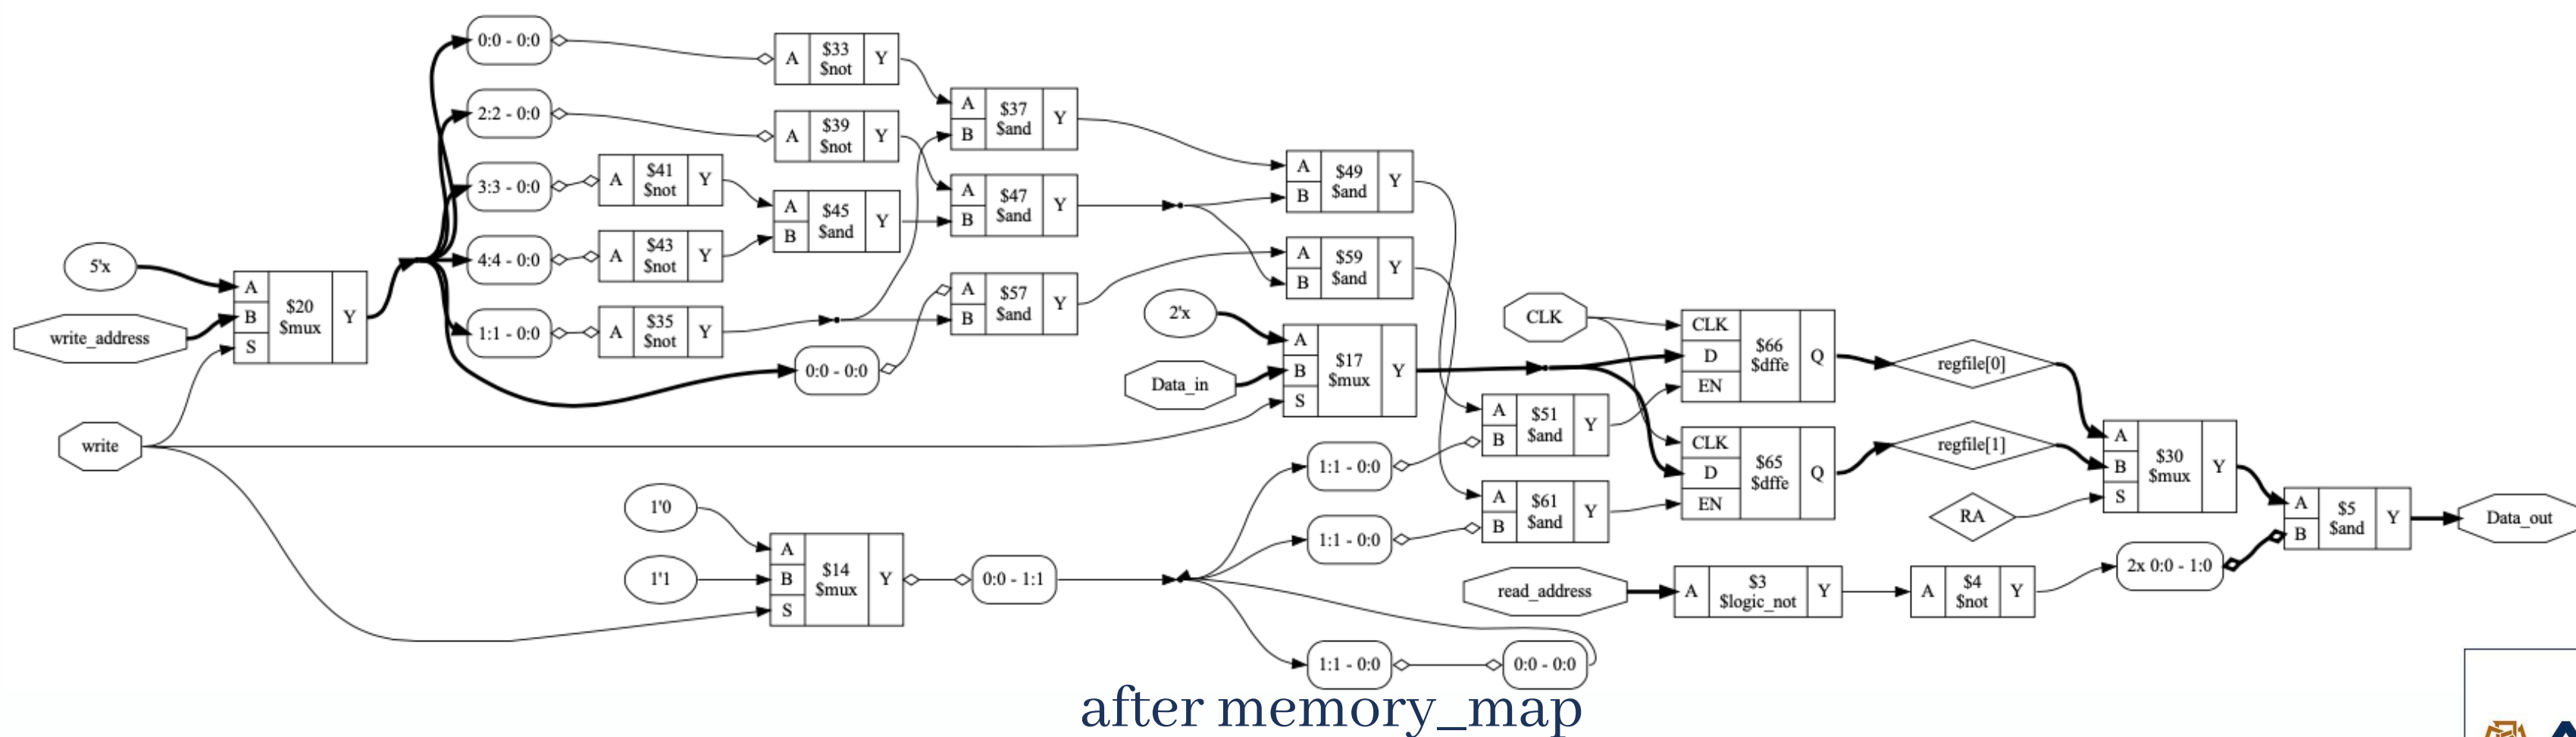 0:0 - 0:0
A $33 $not Y
2:2 - 0:0
A $39 $not Y
A B $37 $and Y
3:3 - 0:0
A $41 $not Y
A B $45 $and Y
A B $47 $and Y
A B $49 $and Y
4:4 - 0:0
A $43 $not Y
5'x
write_address
A B S $20 $mux Y
1:1 - 0:0
A $35 $not Y
0:0 - 0:0
A B $57 $and Y
A B $59 $and Y
2'x
Data_in
A B S $17 $mux Y
CLK
CLK D EN $66 $dffe Q
regfile[0]
write
A B $51 $and Y
CLK D EN $65 $dffe Q
regfile[1]
RA
A B S $30 $mux Y
1:1 - 0:0
1:1 - 0:0
A B $61 $and Y
1'0
1'1
A B S $14 $mux Y
0:0 - 1:1
read_address
A $3 $logic_not Y
A $4 $not Y
2x 0:0 - 1:0
A B $5 $and Y
Data_out
1:1 - 0:0
0:0 - 0:0
after memory_map